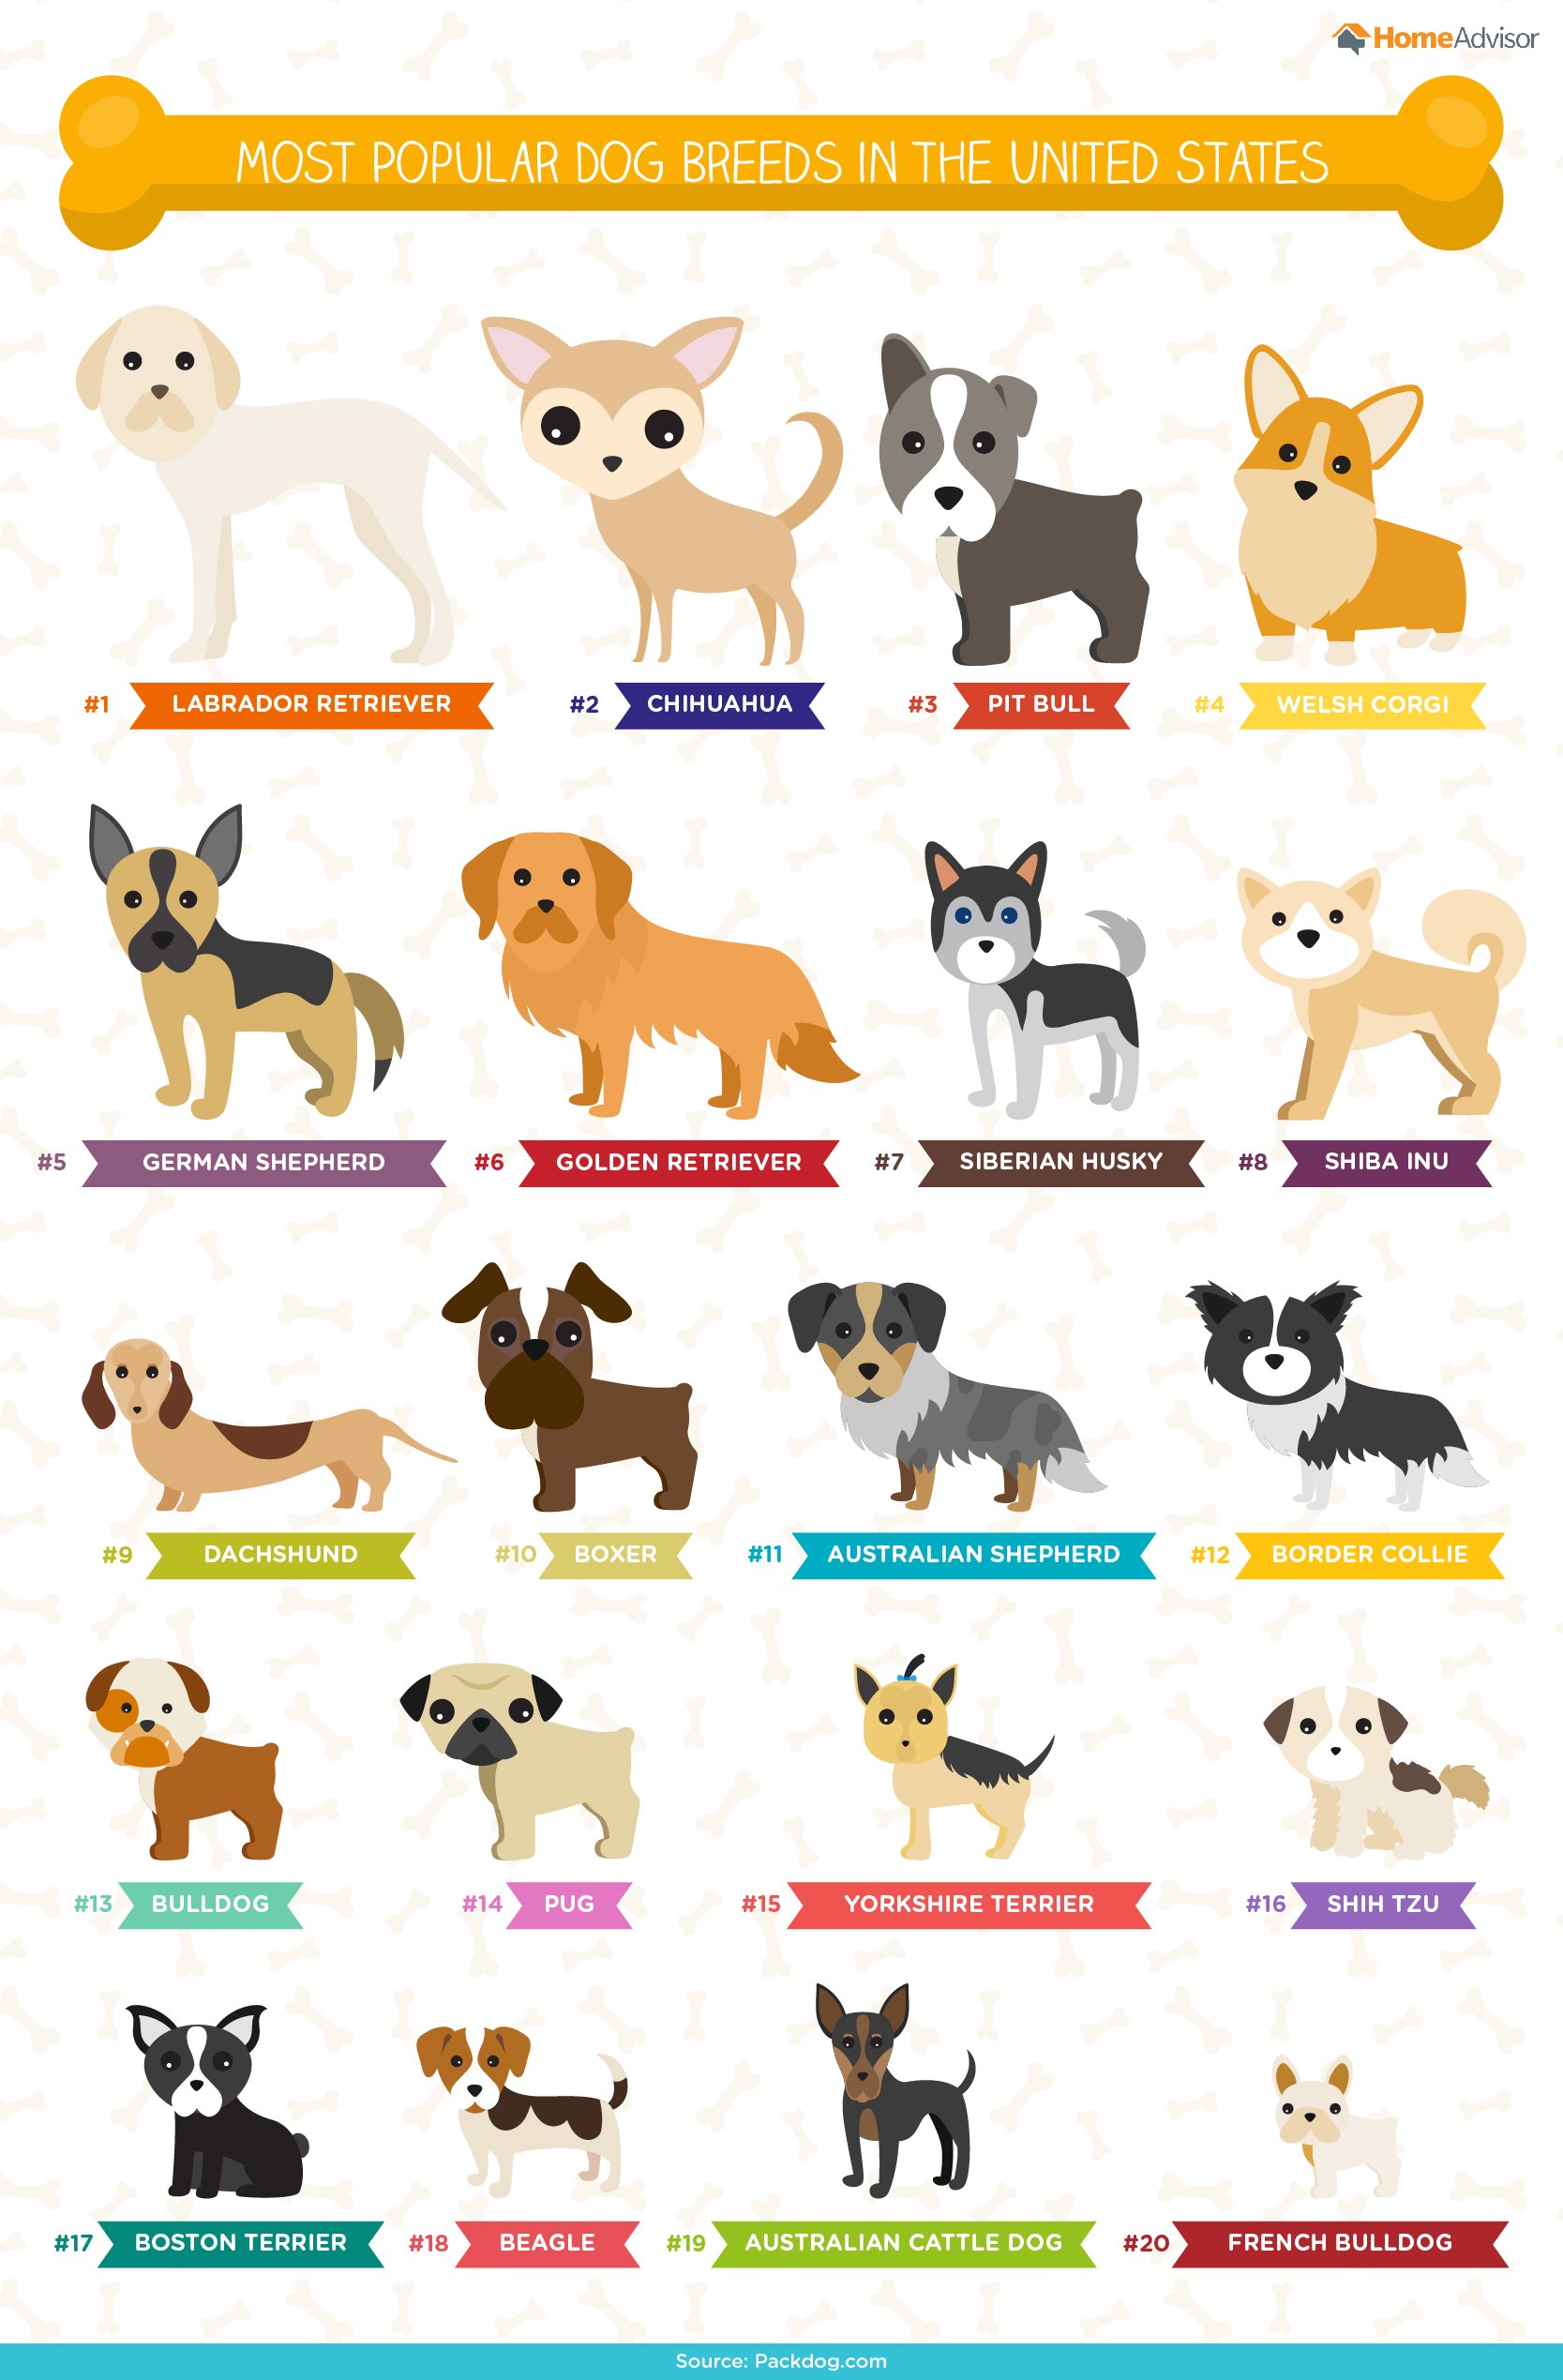 HomeAdvisor
MOST POPULAR DOG BREEDS IN THE UNITED STATES
#1 LABRADOR RETRIEVER
#2 CHIHUAHUA
#3 PIT BULL
#4 WELSH CORGI
#5 GERMAN SHEPHERD
#6 GOLDEN RETRIEVER
#7 SIBERIAN HUSKY
#8 SHIBA INU
#9 DACHSHUND
#10 BOXER
#11 AUSTRALIAN SHEPHERD
#12 BORDER COLLIE
#13 BULLDOG
#14 PUG
#15 YORKSHIRE TERRIER
#16 SHIH TZU
#17 BOSTON TERRIER
#18 BEAGLE
#19 AUSTRALIAN CATTLE DOG
#20 FRENCH BULLDOG
Source: Packdog.com